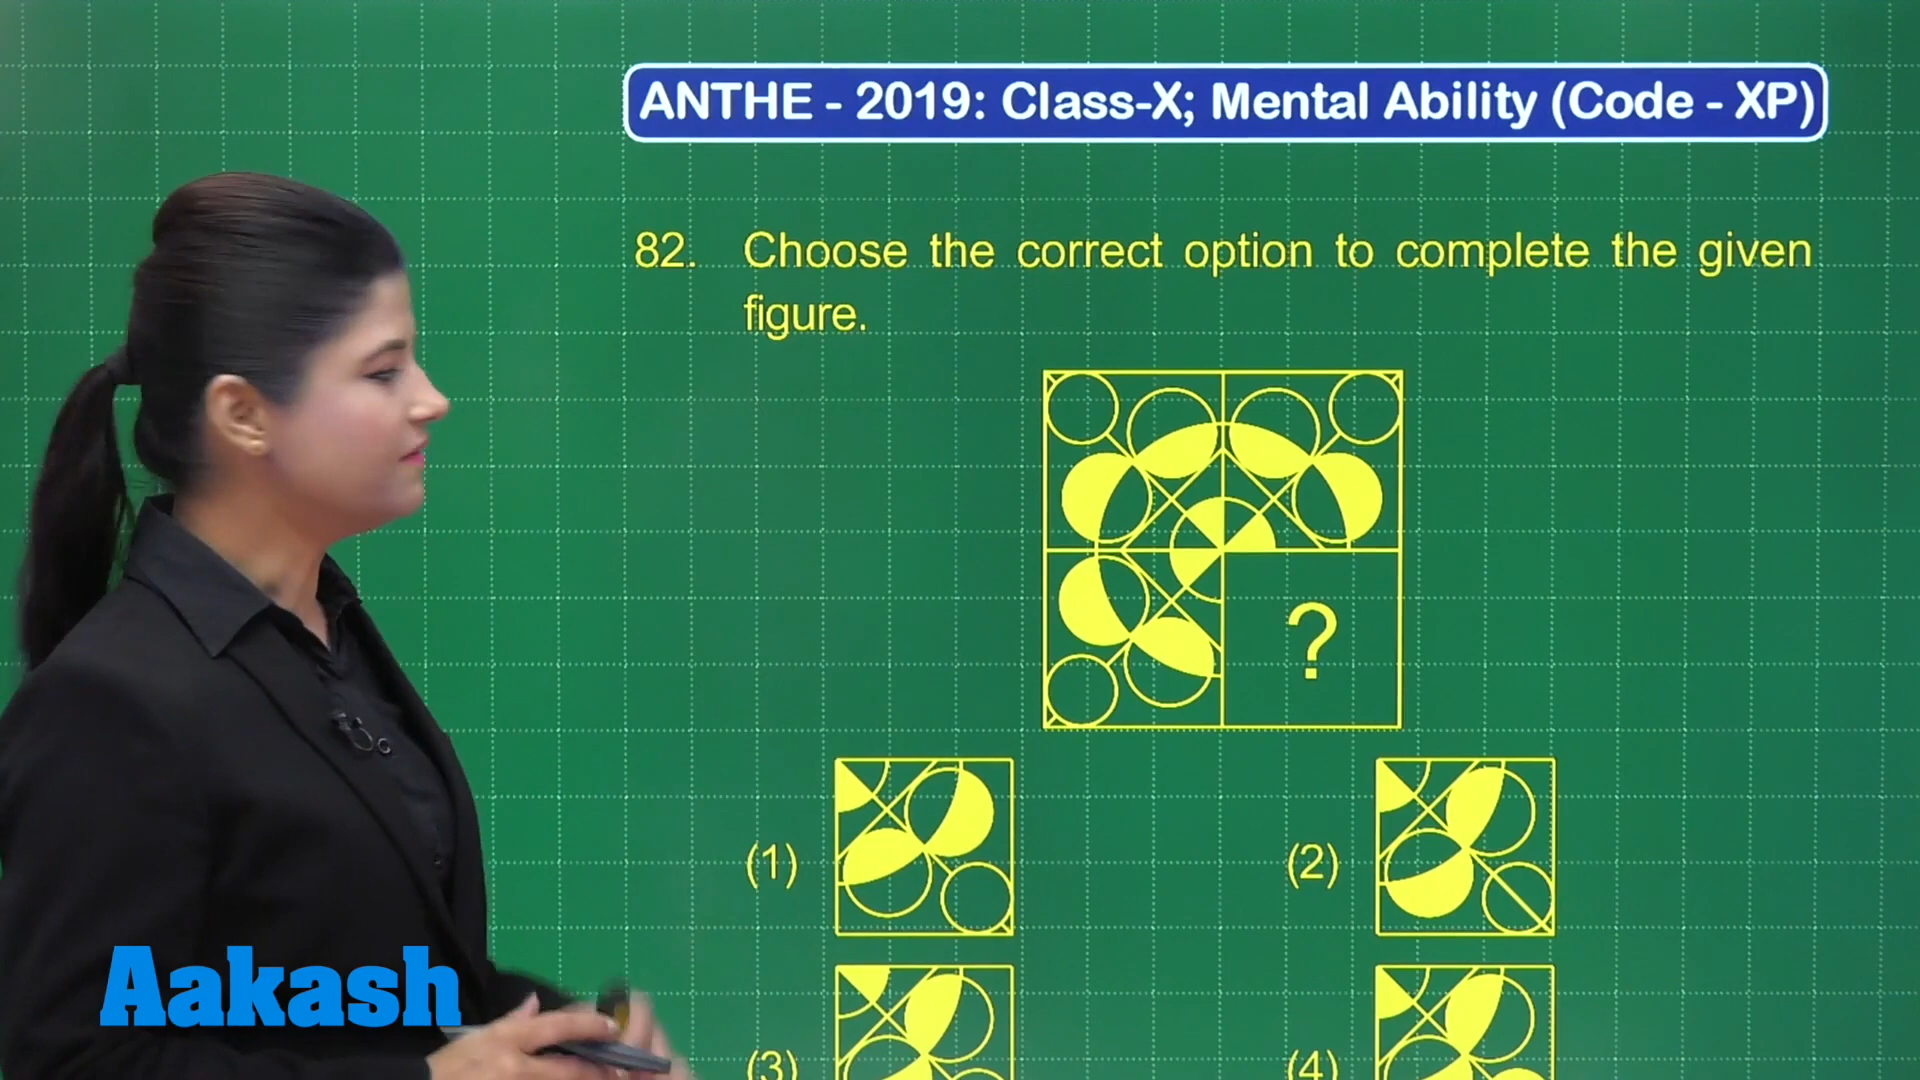 ANTHE - 2019: Class-X; Mental Ability (Code - XP)
82. Choose the correct option to complete the given
figure.
?
(1)
(2)
(3)
(4)
Aakash